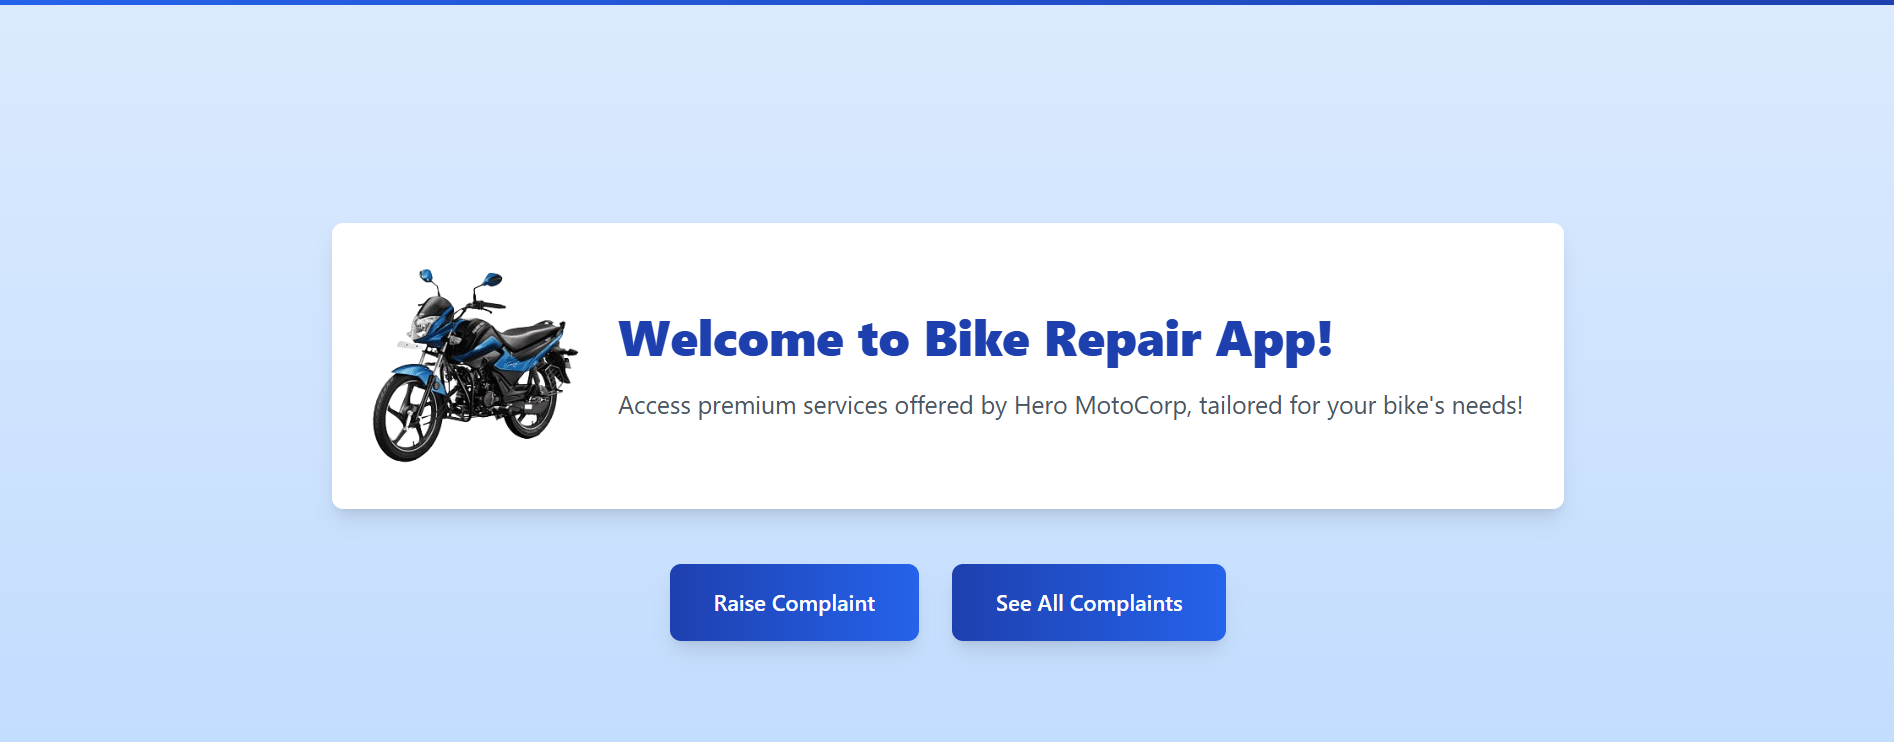 Welcome to Bike Repair App!
Access premium services offered by Hero MotoCorp, tailored for your bike's needs!
Raise Complaint
See All Complaints